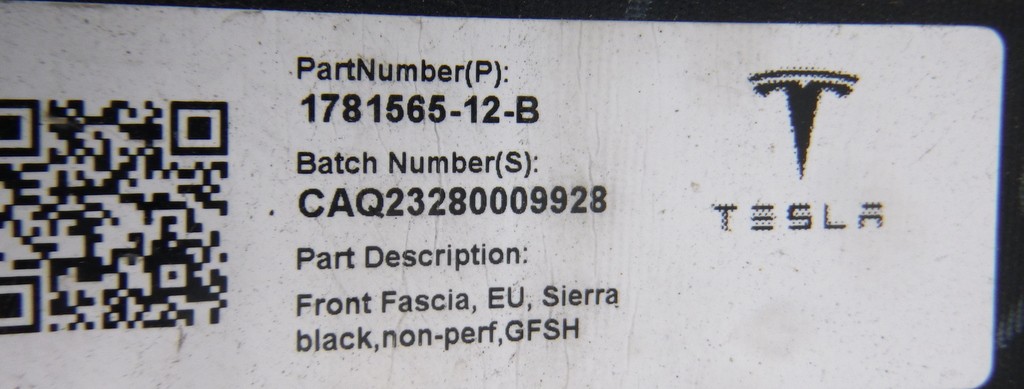 PartNumber(P):
1781565-12-B
Batch Number(S):
CAQ23280009928
Part Description:
Front Fascia, EU, Sierra
black,non-perf,GFSH
TESLA